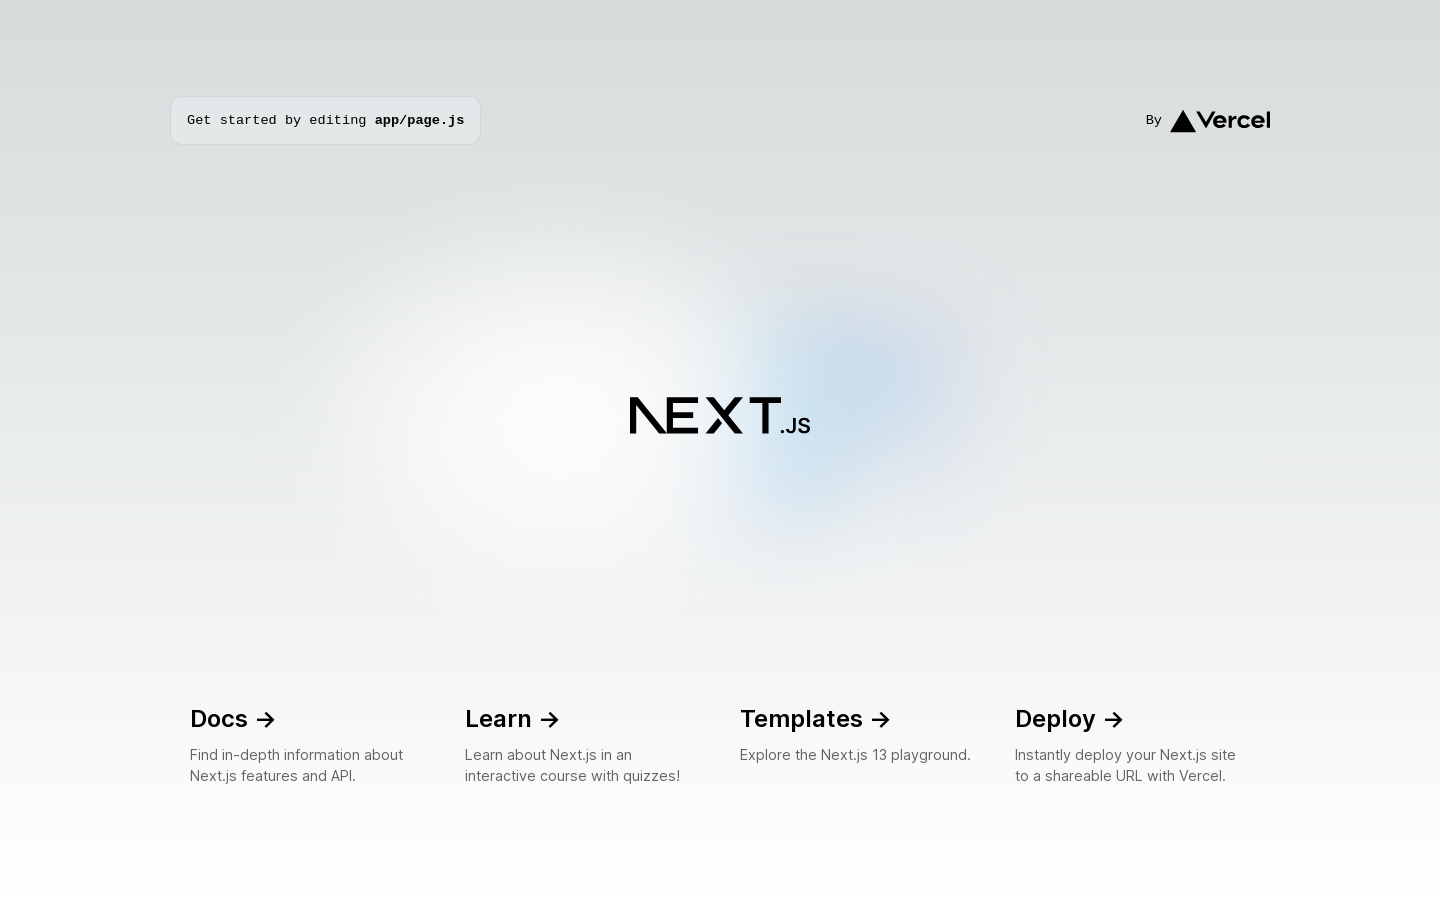 Get started by editing app/page.js
By ▲Vercel
NEXT.JS
Docs ->
Find in-depth information about
Next.js features and API.
Learn ->
Learn about Next.js in an
interactive course with quizzes!
Templates ->
Explore the Next.js 13 playground.
Deploy ->
Instantly deploy your Next.js site
to a shareable URL with Vercel.